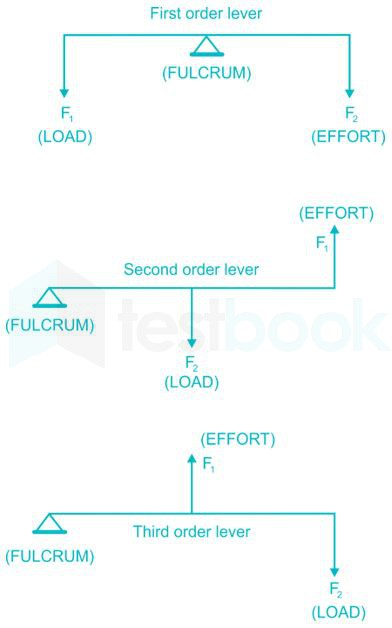 First order lever
(FULCRUM)
F₁
F₂
(LOAD)
(EFFORT)
(EFFORT)
F₁
Second order lever
(FULCRUM)
testbook
F₂
(LOAD)
(EFFORT)
F₁
Third order lever
(FULCRUM)
F₂
(LOAD)